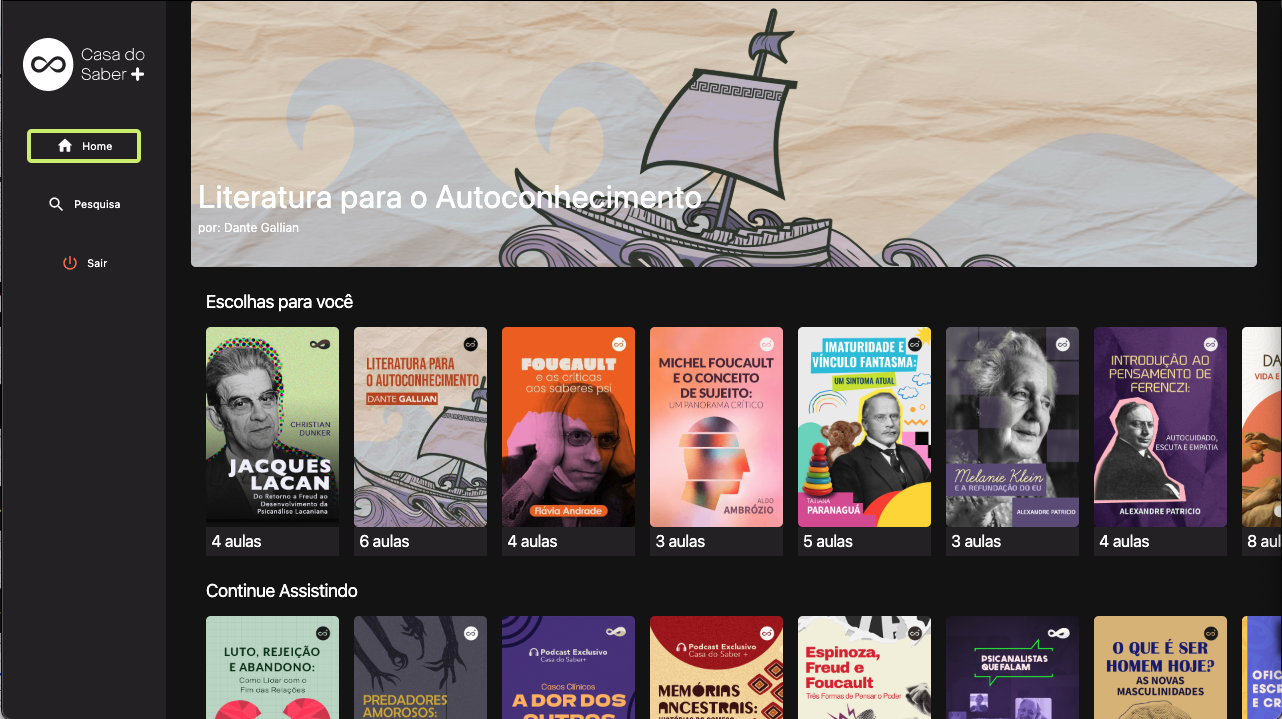 Casa do
Saber +
Home
Pesquisa
Sair
Literatura para o Autoconhecimento
por: Dante Gallian
Escolhas para você
CHRISTIAN
DUNKER
JACQUES
LACAN
Do Retorno a Freud ao
Desenvolvimento da
Psicanálise Lacaniana
4 aulas
LITERATURA PARA
O AUTOCONHECIMENTO
DANTE GALLIAN
6 aulas
FOUCAULT
e as críticas
aos saberes psi
Flávia Andrade
4 aulas
MICHEL FOUCAULT
E O CONCEITO
DE SUJEITO:
UM PANORAMA CRÍTICO
ALDO
AMBRÓZIO
3 aulas
IMATURIDADE E
VÍNCULO FANTASMA:
UM SINTOMA ATUAL
TATIANA
PARANAGUÁ
5 aulas
Melanie Klein
E A REFUNDAÇÃO DO EU
ALEXANDRE PATRICIO
3 aulas
INTRODUÇÃO AO
PENSAMENTO DE
FERENCZI:
AUTOCUIDADO,
ESCUTA E EMPATIA
ALEXANDRE PATRICIO
4 aulas
DA
VIDA E
8 aul
Continue Assistindo
LUTO, REJEIÇÃO
E ABANDONO:
Como Lidar com o
Fim das Relações
PREDADORES
AMOROSOS:
Podcast Exclusivo
Casa do Saber+
Casos Clínicos
A DOR DOS
OUTROS
Podcast Exclusivo
Casa do Saber +
MEMÓRIAS
ANCESTRAIS:
Espinoza,
Freud e
Foucault
Três Formas de Pensar o Poder
PSICANALISTAS
QUE FALAM
O QUE É SER
HOMEM HOJE?
AS NOVAS
MASCULINIDADES
OFIC
ESCR
E CR